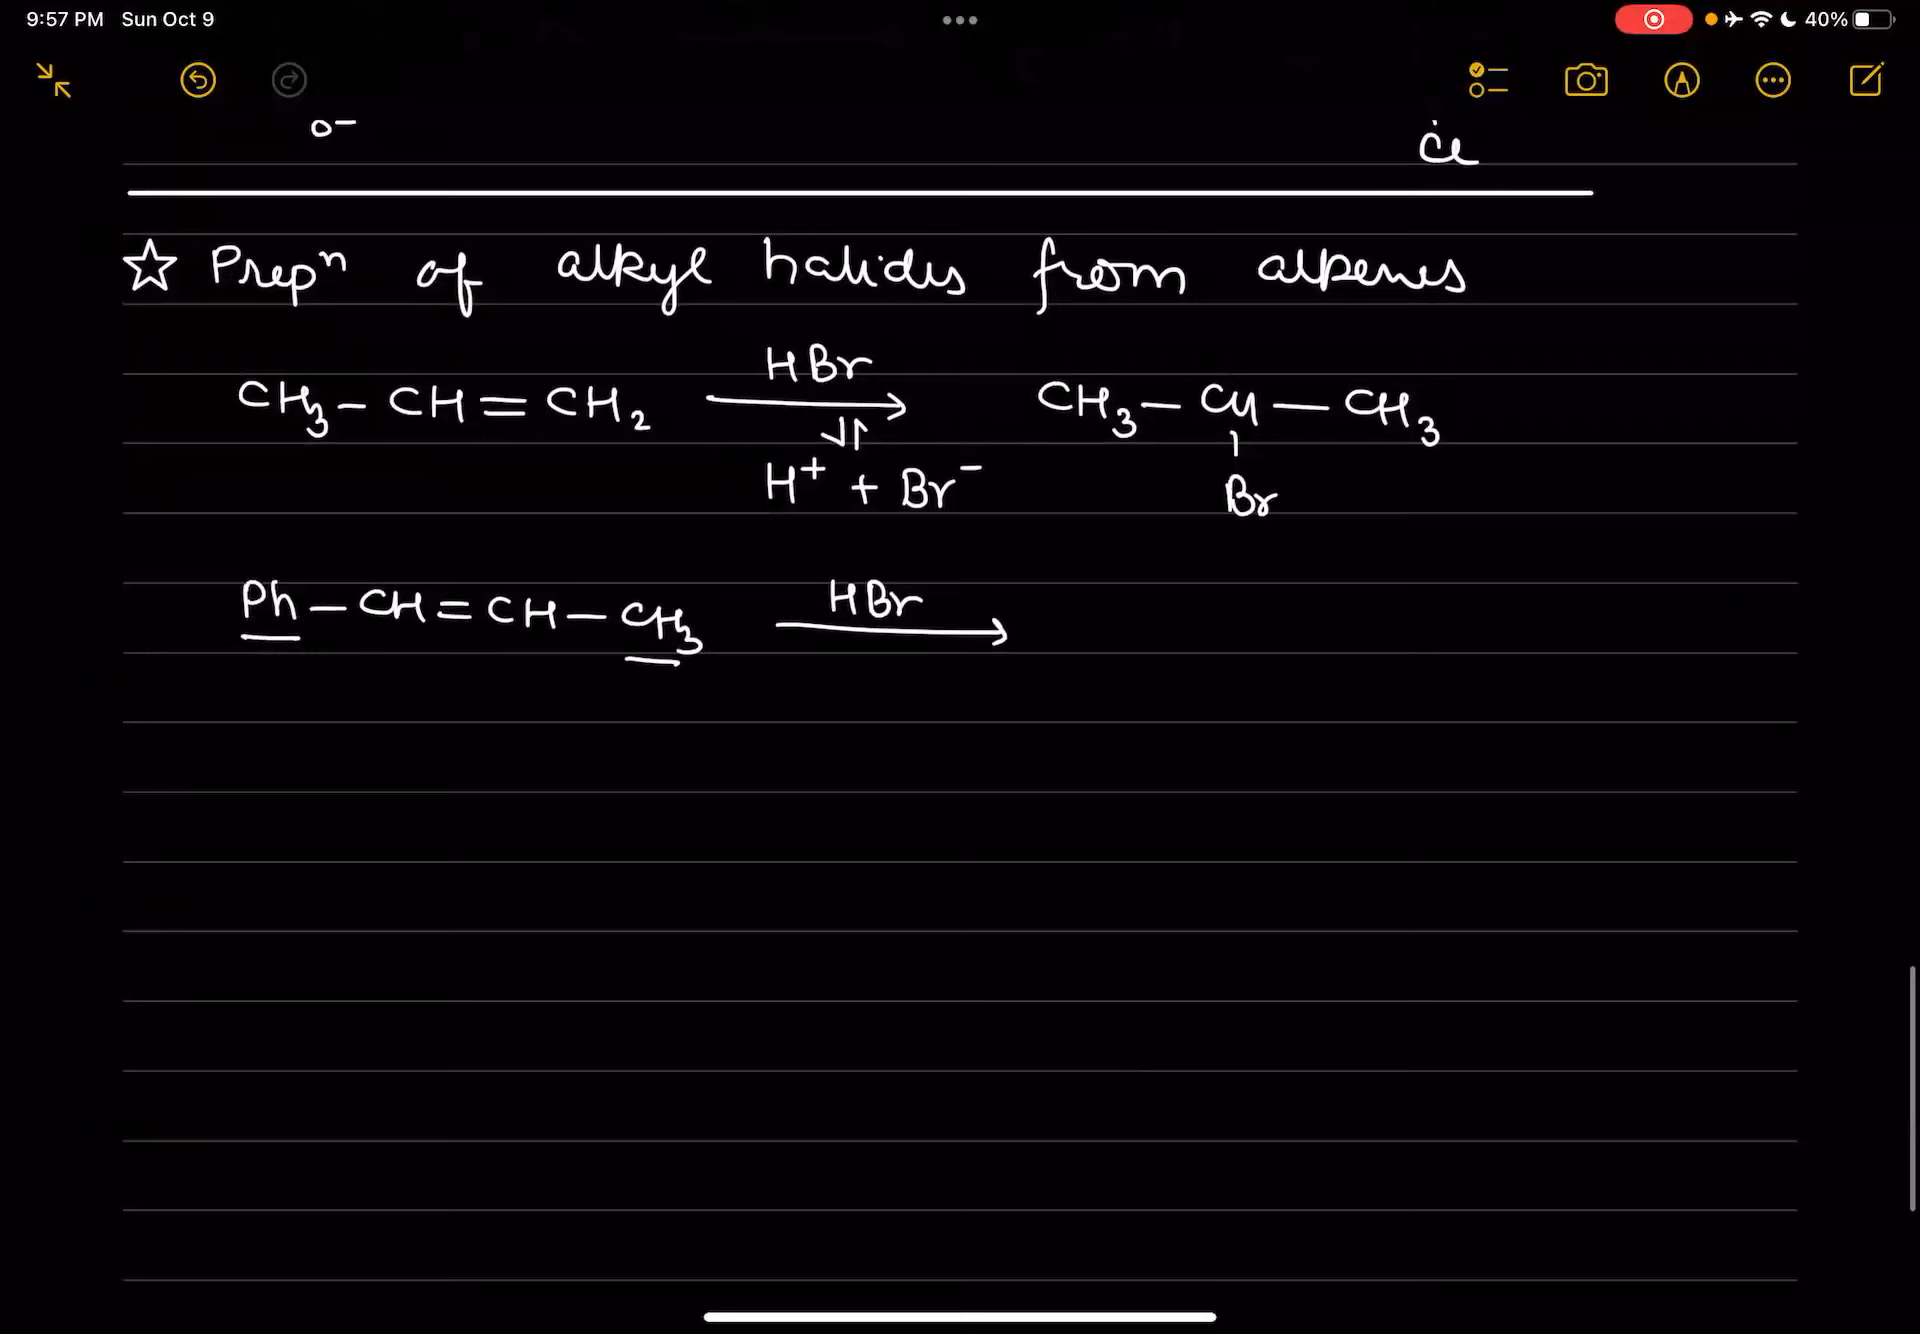 9:57 PM Sun Oct 9
40%
O⁻
Cl
☆ Prepⁿ of alkyl halides from alkenes
HBr
CH₃ – CH = CH₂ ⟶ CH₃ – CH – CH₃
⇌
H⁺ + Br⁻ Br
Ph – CH = CH – CH₃ HBr ⟶